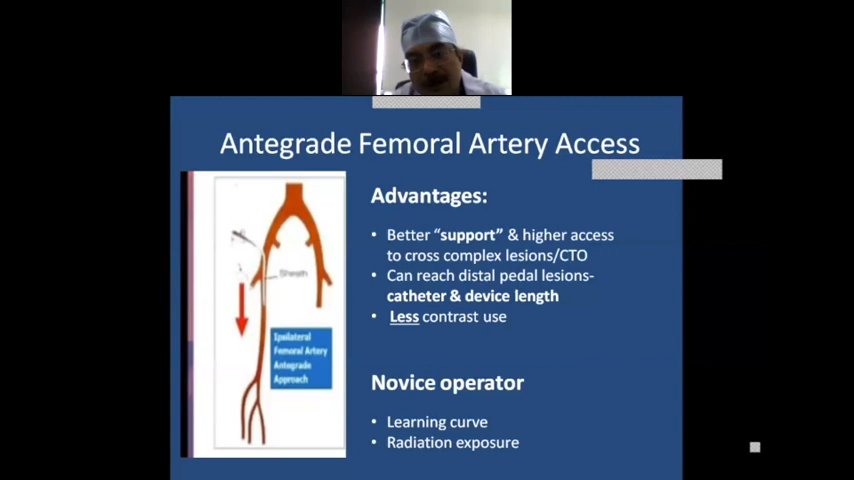 Antegrade Femoral Artery Access
Sheath
Ipsilateral
Femoral Artery
Antegrade
Approach
Advantages:
• Better “support” & higher access
to cross complex lesions/CTO
• Can reach distal pedal lesions-
catheter & device length
• Less contrast use
Novice operator
• Learning curve
• Radiation exposure